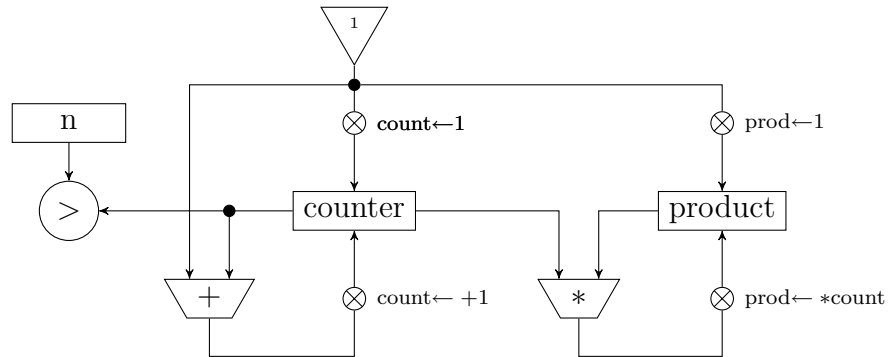 1
n
count←1
prod←1
>
counter
product
+
count← +1
*
prod← *count